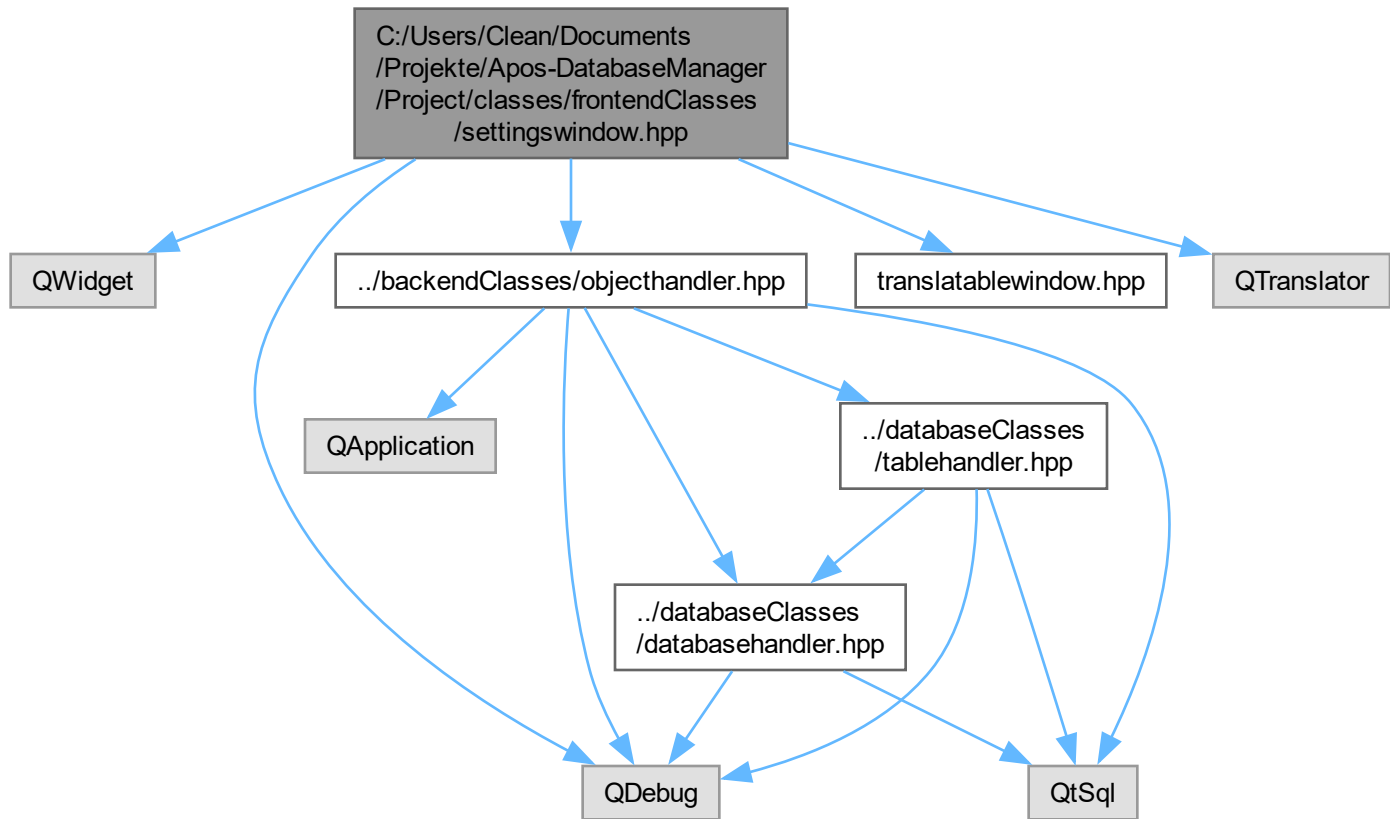 C:/Users/Clean/Documents
/Projekte/Apos-DatabaseManager
/Project/classes/frontendClasses
/settingswindow.hpp
QWidget
../backendClasses/objecthandler.hpp
translatablewindow.hpp
QTranslator
QApplication
../databaseClasses
/tablehandler.hpp
../databaseClasses
/databasehandler.hpp
QDebug
QtSql